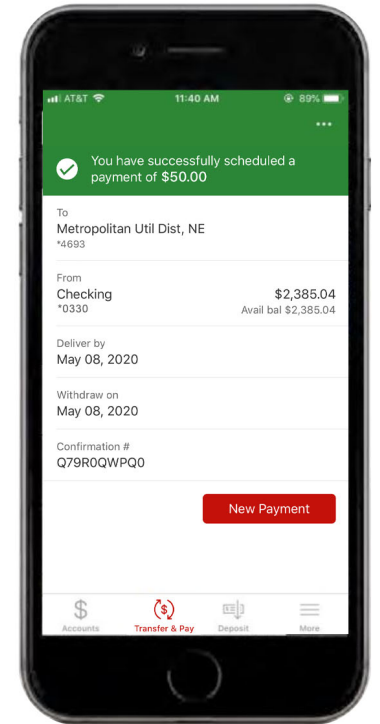 AT&T 11:40 AM 89%
You have successfully scheduled a
payment of $50.00
To
Metropolitan Util Dist, NE
*4693
From
Checking $2,385.04
*0330 Avail bal $2,385.04
Deliver by
May 08, 2020
Withdraw on
May 08, 2020
Confirmation #
Q79R0QWPQ0
New Payment
Accounts Transfer & Pay Deposit More